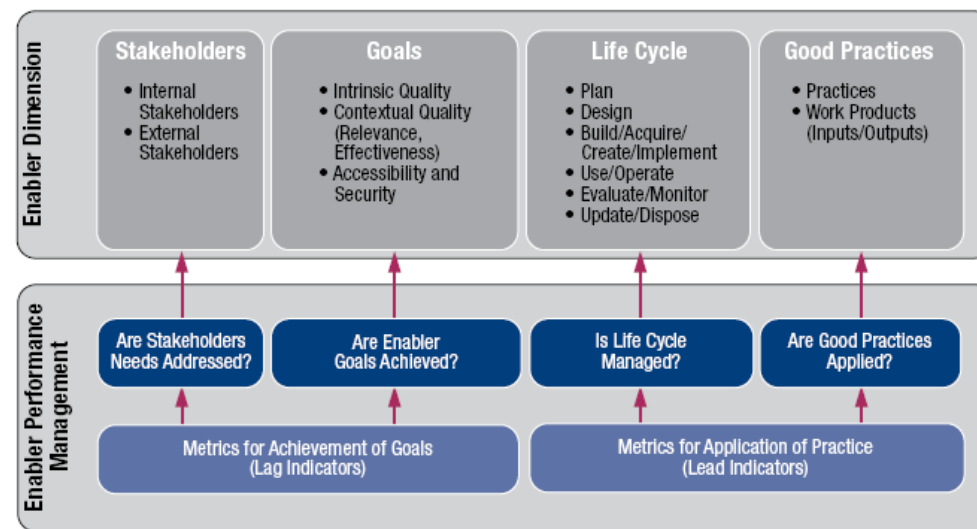 Enabler Dimension
Stakeholders
• Internal
Stakeholders
• External
Stakeholders
Goals
• Intrinsic Quality
• Contextual Quality
(Relevance,
Effectiveness)
• Accessibility and
Security
Life Cycle
• Plan
• Design
• Build/Acquire/
Create/Implement
• Use/Operate
• Evaluate/Monitor
• Update/Dispose
Good Practices
• Practices
• Work Products
(Inputs/Outputs)
Enabler Performance
Management
Are Stakeholders
Needs Addressed?
Are Enabler
Goals Achieved?
Is Life Cycle
Managed?
Are Good Practices
Applied?
Metrics for Achievement of Goals
(Lag Indicators)
Metrics for Application of Practice
(Lead Indicators)